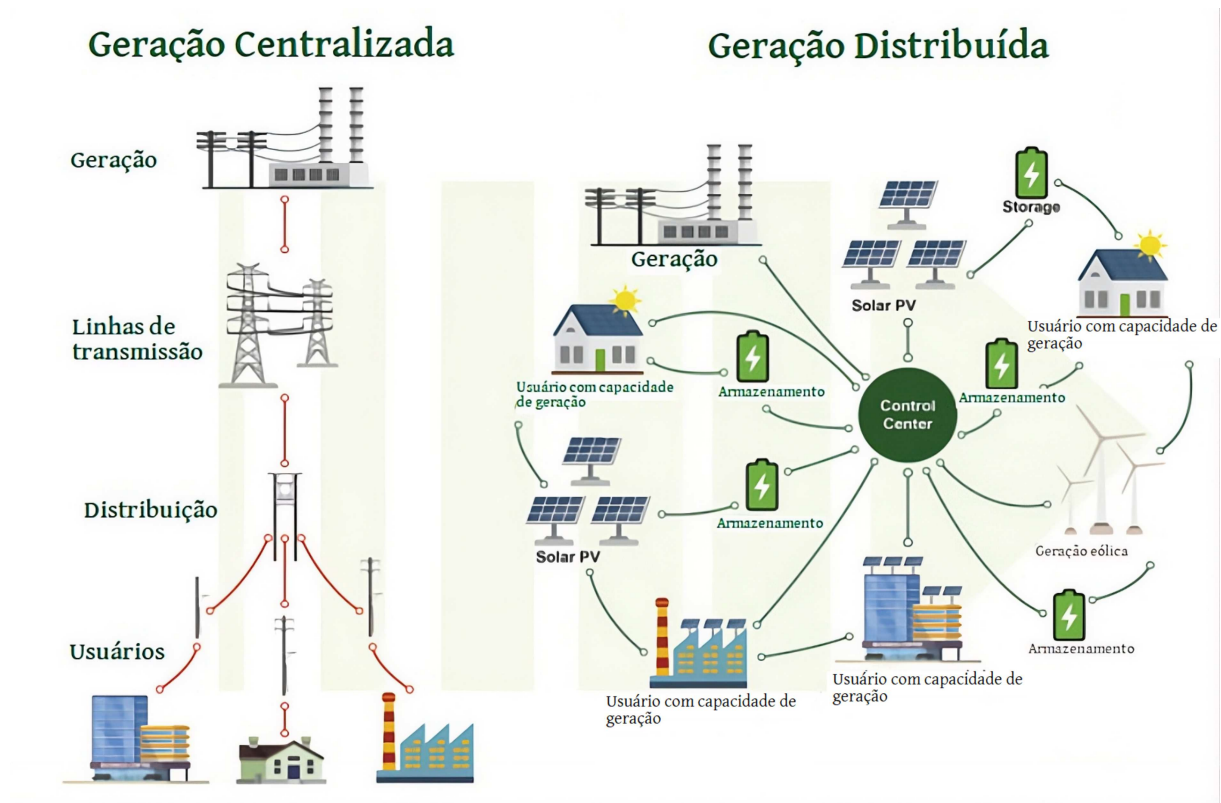 Geração Centralizada
Geração
Linhas de
transmissão
Distribuição
Usuários
Geração Distribuída
Geração
Solar PV
Storage
Usuário com capacidade de
geração
Usuário com capacidade
de geração
Armazenamento
Control
Center
Armazenamento
Solar PV
Armazenamento
Geração eólica
Armazenamento
Usuário com capacidade de
geração
Usuário com capacidade de
geração